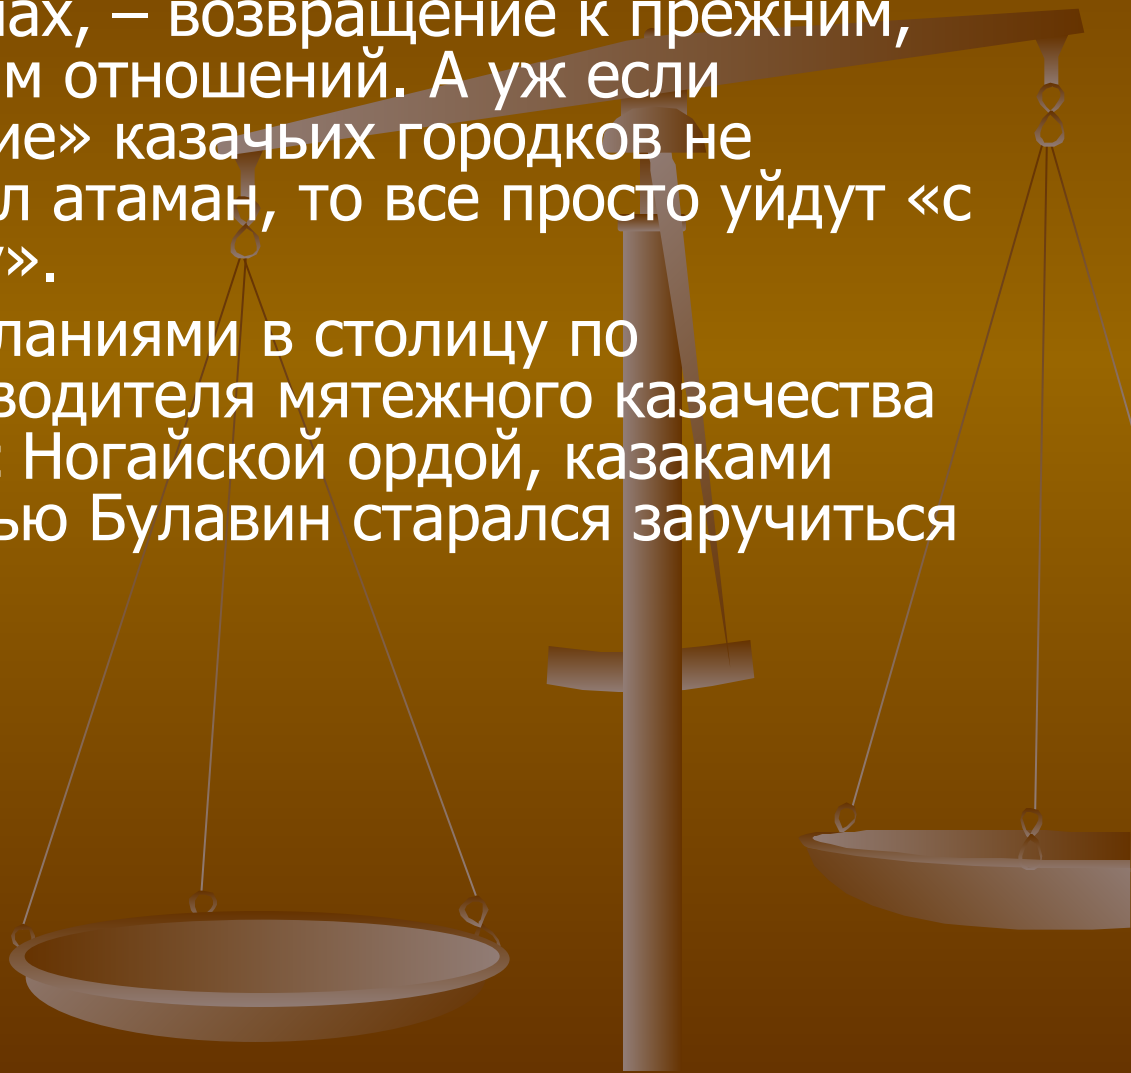 лах, – возвращение к прежним,
м отношений. А уж если
ие» казачьих городков не
л атаман, то все просто уйдут «с
у».
ланиями в столицу по
водителя мятежного казачества
с Ногайской ордой, казаками
ью Булавин старался заручиться